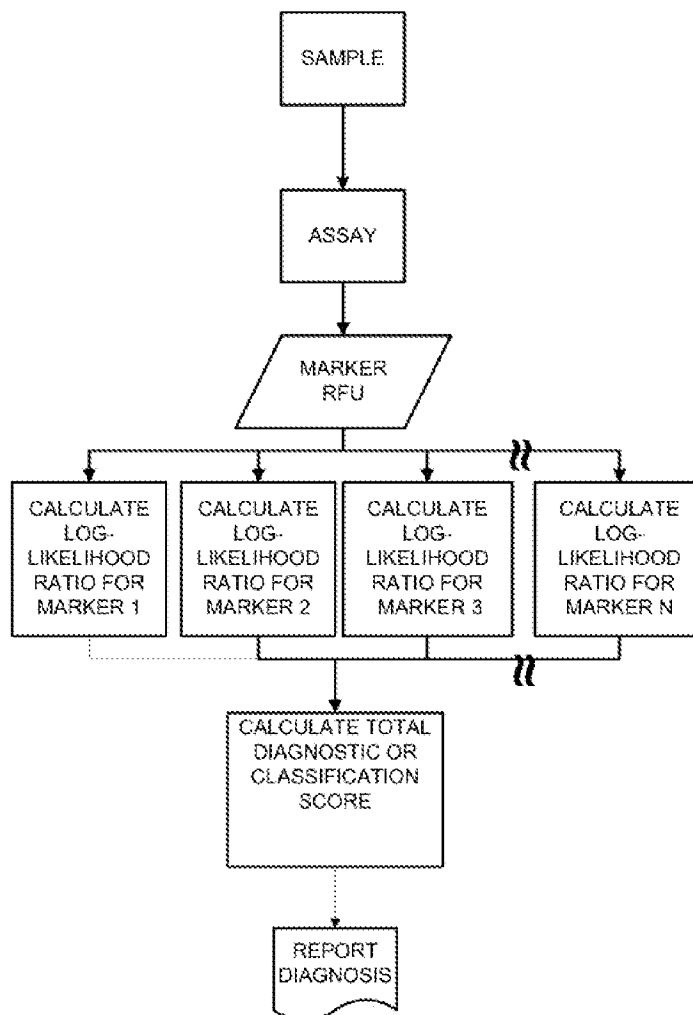 SAMPLE
ASSAY
MARKER
RFU
CALCULATE
LOG-
LIKELIHOOD
RATIO FOR
MARKER 1
CALCULATE
LOG-
LIKELIHOOD
RATIO FOR
MARKER 2
CALCULATE
LOG-
LIKELIHOOD
RATIO FOR
MARKER 3
CALCULATE
LOG-
LIKELIHOOD
RATIO FOR
MARKER N
CALCULATE TOTAL
DIAGNOSTIC OR
CLASSIFICATION
SCORE
REPORT
DIAGNOSIS